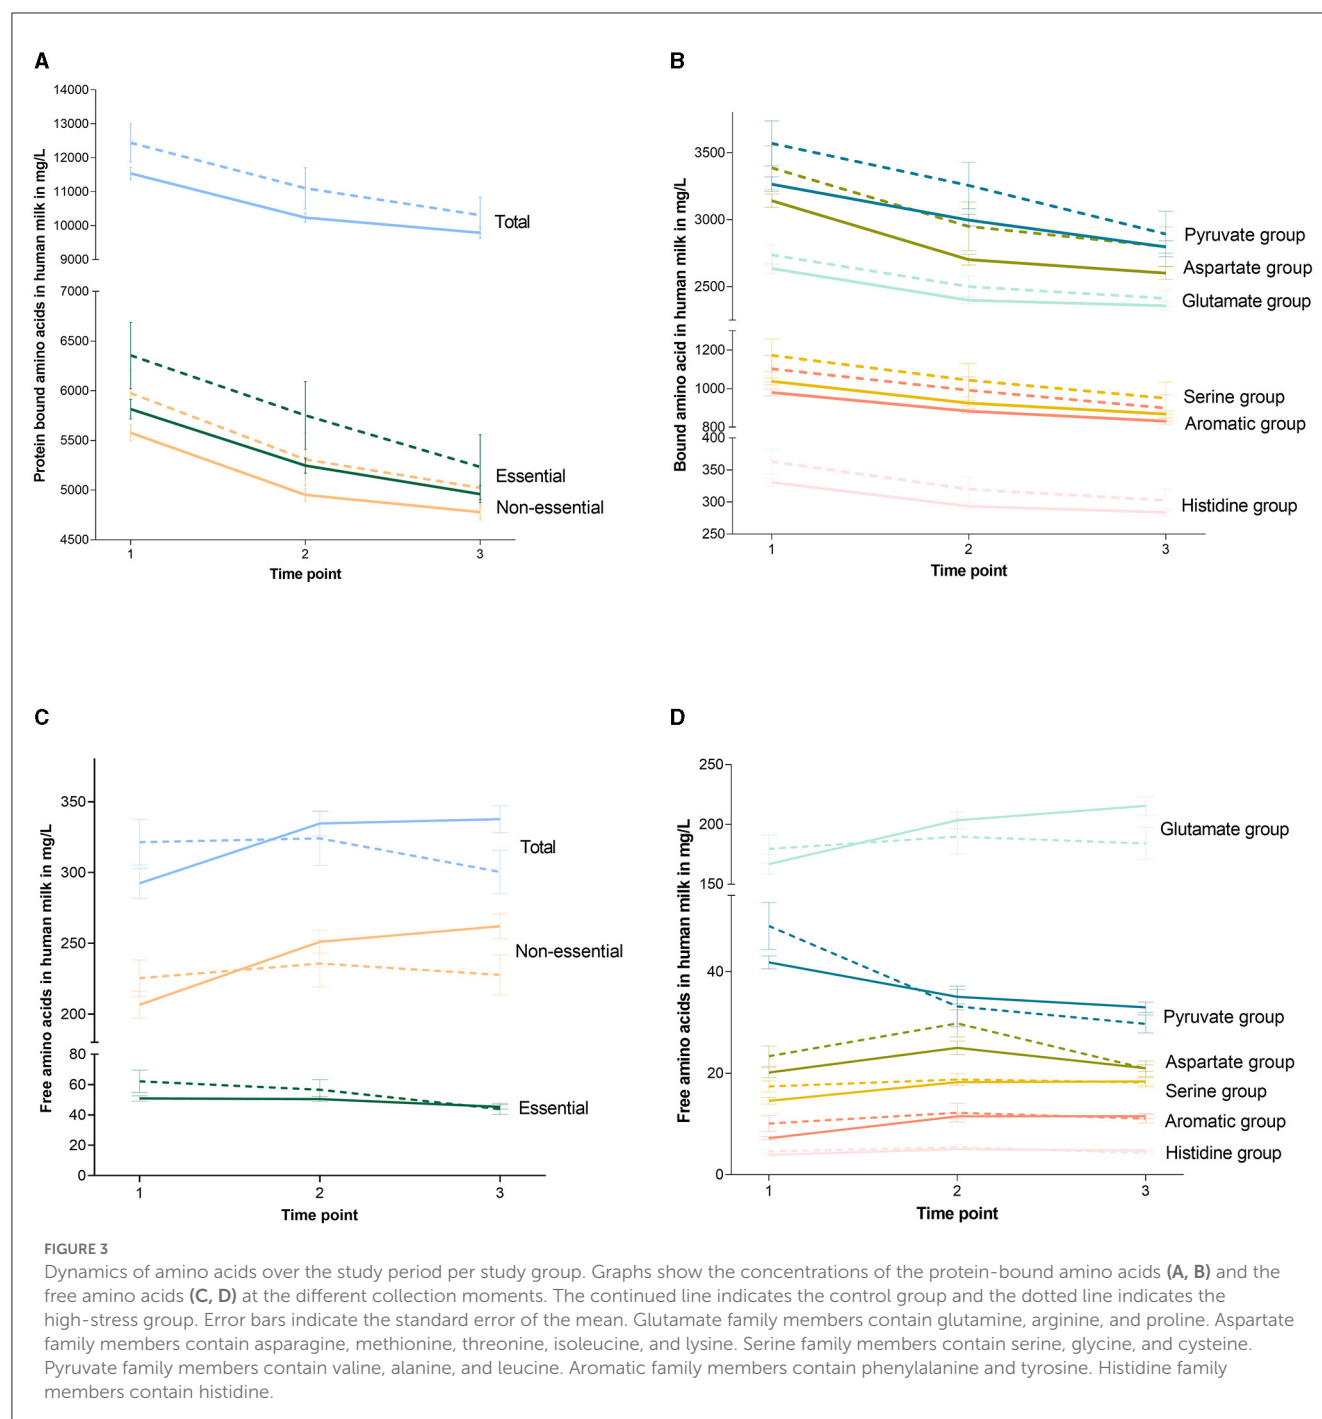 A
Protein bound amino acids in human milk in mg/L
14000
13000
12000
11000
10000
9000
7000
6500
6000
5500
5000
4500
Total
Essential
Non-essential
1
2
3
Time point
B
Bound amino acid in human milk in mg/L
3500
3000
2500
1200
1000
800
400
350
300
250
Pyruvate group
Aspartate group
Glutamate group
Serine group
Aromatic group
Histidine group
1
2
3
Time point
C
Free amino acids in human milk in mg/L
350
300
250
200
80
60
40
20
0
Total
Non-essential
Essential
1
2
3
Time point
D
Free amino acids in human milk in mg/L
250
200
150
40
20
0
Glutamate group
Pyruvate group
Aspartate group
Serine group
Aromatic group
Histidine group
1
2
3
Time point
FIGURE 3
Dynamics of amino acids over the study period per study group. Graphs show the concentrations of the protein-bound amino acids (A, B) and the
free amino acids (C, D) at the different collection moments. The continued line indicates the control group and the dotted line indicates the
high-stress group. Error bars indicate the standard error of the mean. Glutamate family members contain glutamine, arginine, and proline. Aspartate
family members contain asparagine, methionine, threonine, isoleucine, and lysine. Serine family members contain serine, glycine, and cysteine.
Pyruvate family members contain valine, alanine, and leucine. Aromatic family members contain phenylalanine and tyrosine. Histidine family
members contain histidine.